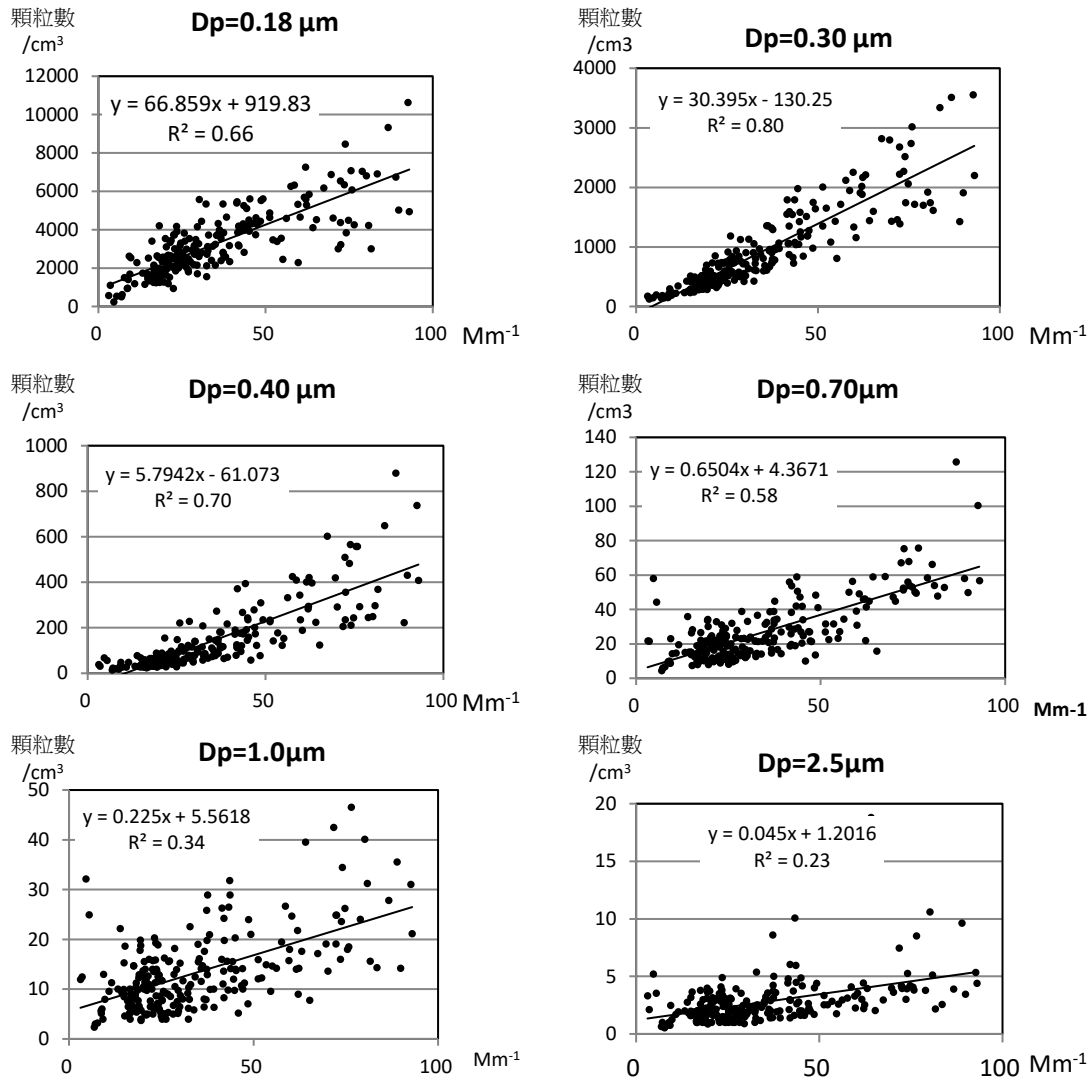 顆粒數
/cm³
Dp=0.18 μm
12000
10000
8000
6000
4000
2000
0
y = 66.859x + 919.83
R² = 0.66
0
50
100
Mm⁻¹
顆粒數
/cm3
Dp=0.30 μm
4000
3000
2000
1000
0
y = 30.395x - 130.25
R² = 0.80
0
50
100
Mm⁻¹
顆粒數
/cm³
Dp=0.40 μm
1000
800
600
400
200
0
y = 5.7942x - 61.073
R² = 0.70
0
50
100
Mm⁻¹
顆粒數
/cm3
Dp=0.70μm
140
120
100
80
60
40
20
0
y = 0.6504x + 4.3671
R² = 0.58
0
50
100
Mm-1
顆粒數
/cm³
Dp=1.0μm
50
40
30
20
10
0
y = 0.225x + 5.5618
R² = 0.34
0
50
100
Mm⁻¹
顆粒數
/cm³
Dp=2.5μm
20
15
10
5
0
y = 0.045x + 1.2016
R² = 0.23
0
50
100
Mm⁻¹